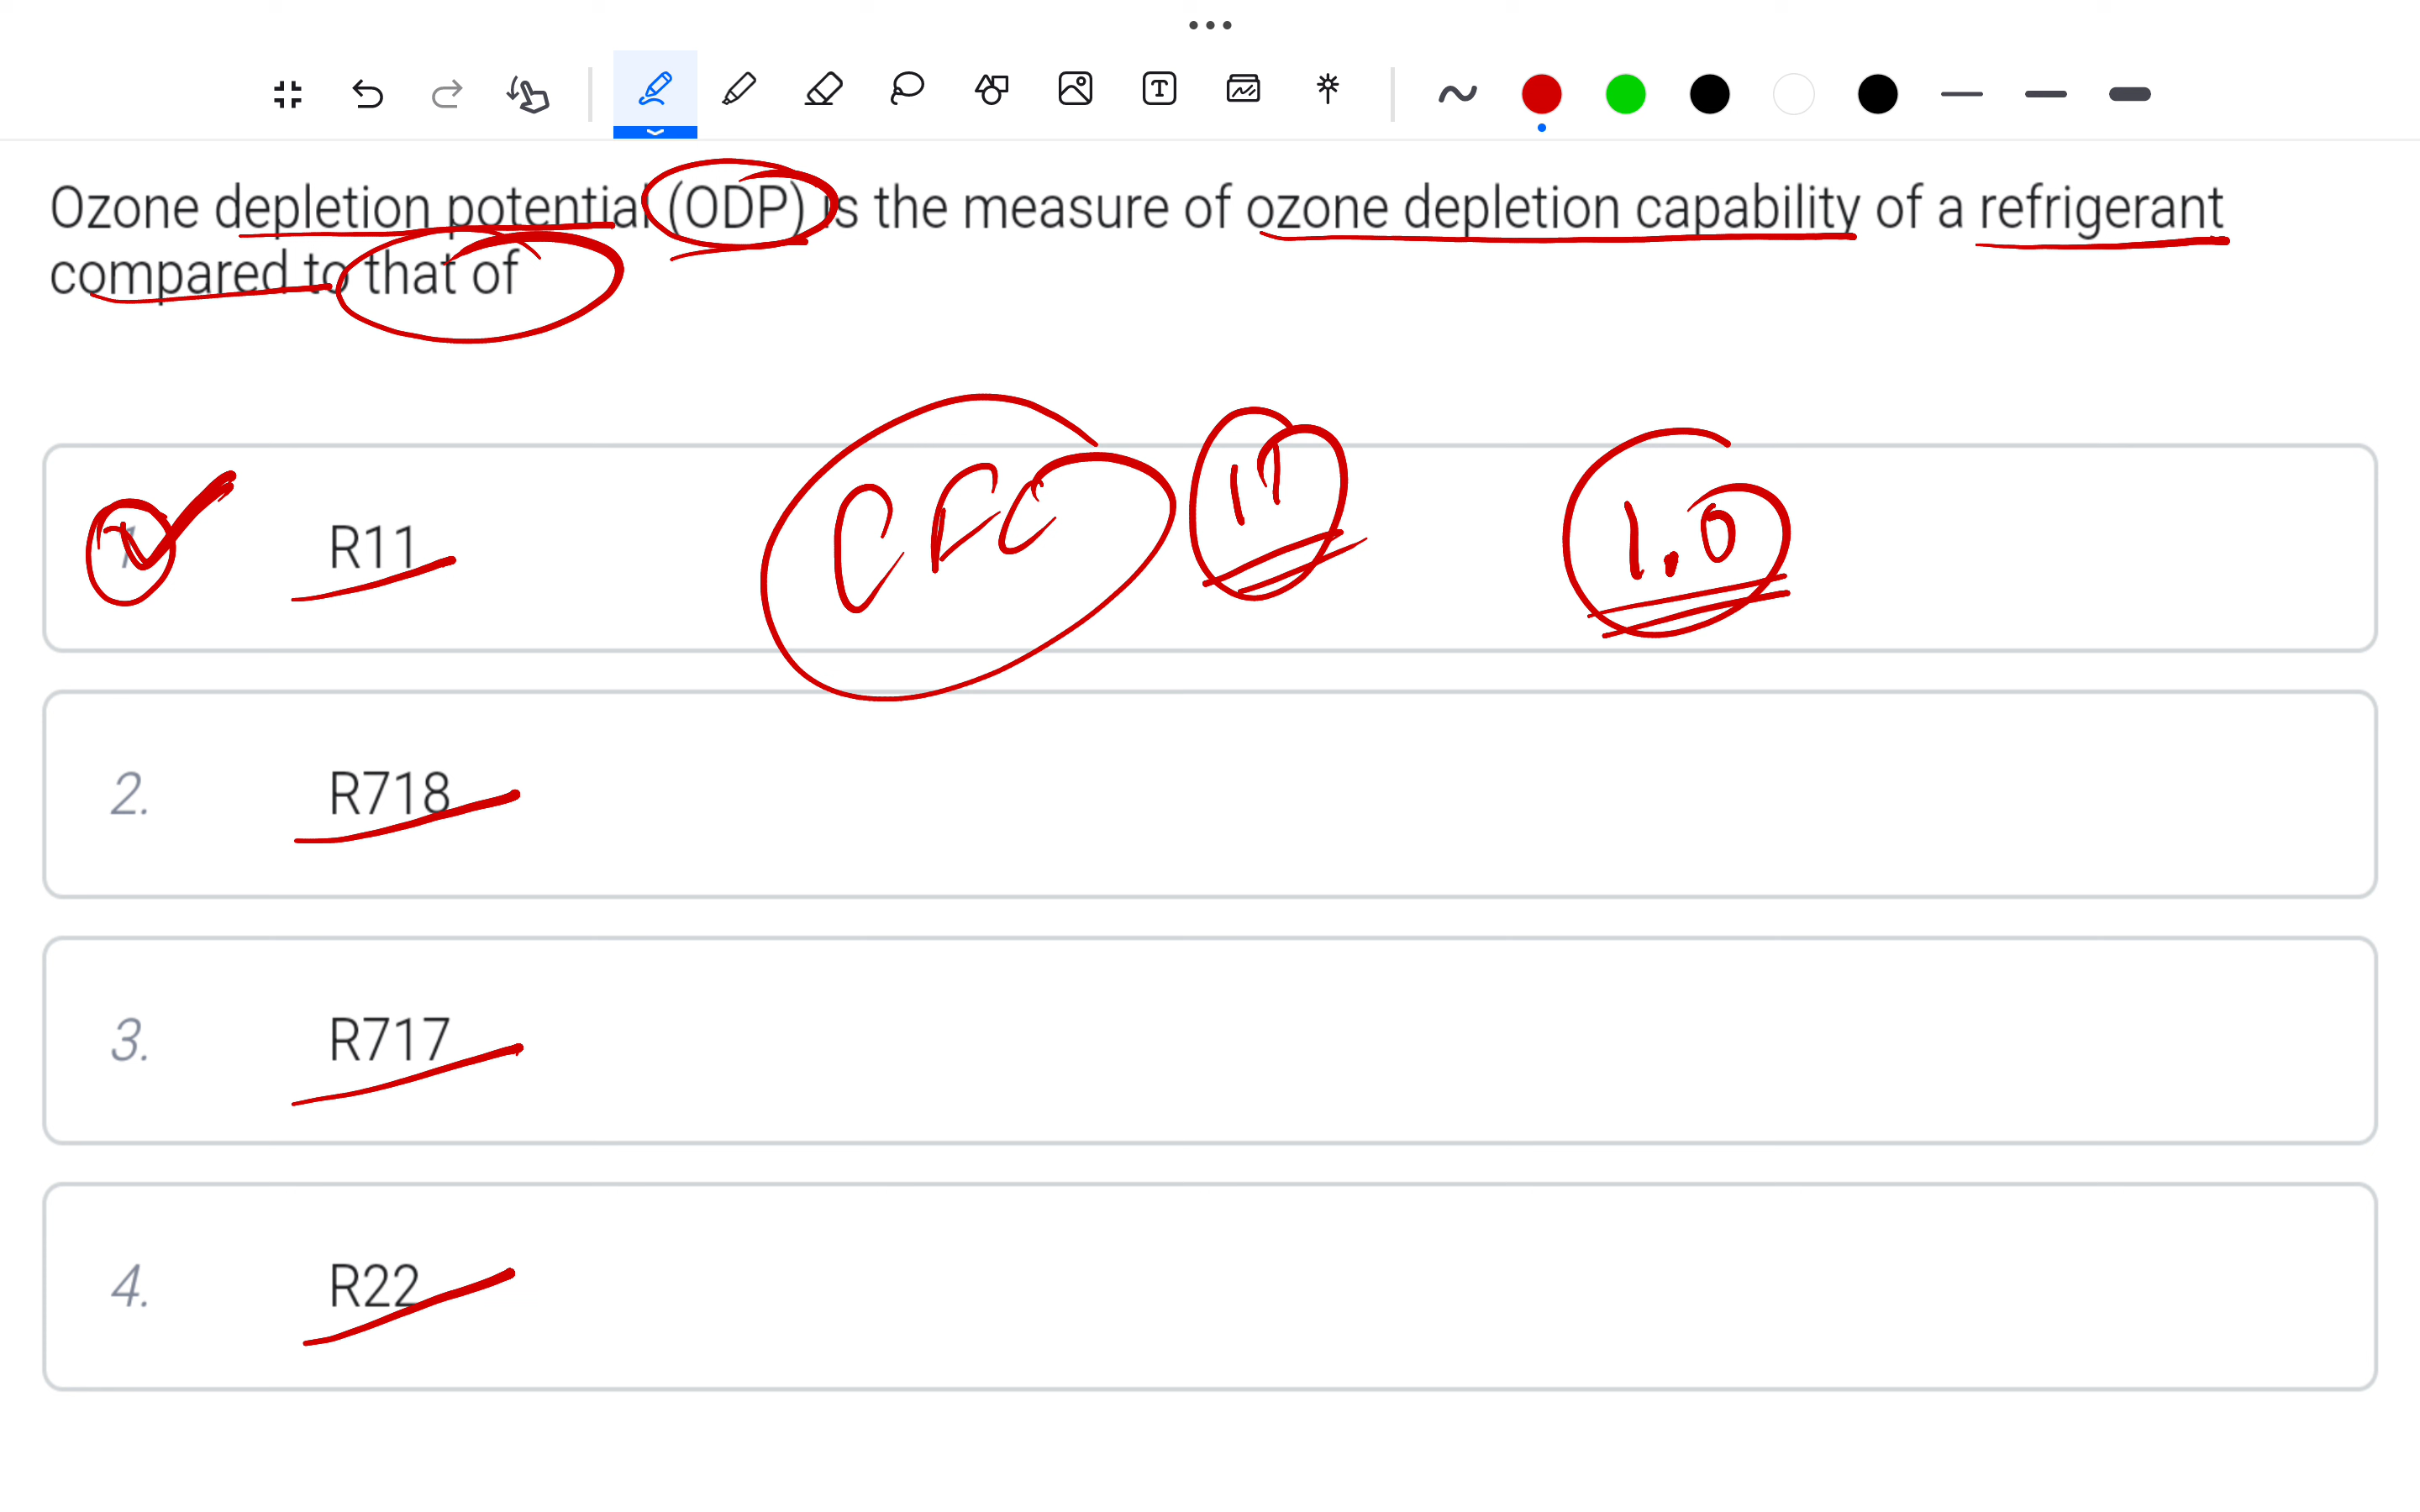 Ozone depletion potential (ODP) is the measure of ozone depletion capability of a refrigerant
compared to that of
1. R11 CFC 11 1.0
2. R718
3. R717
4. R22